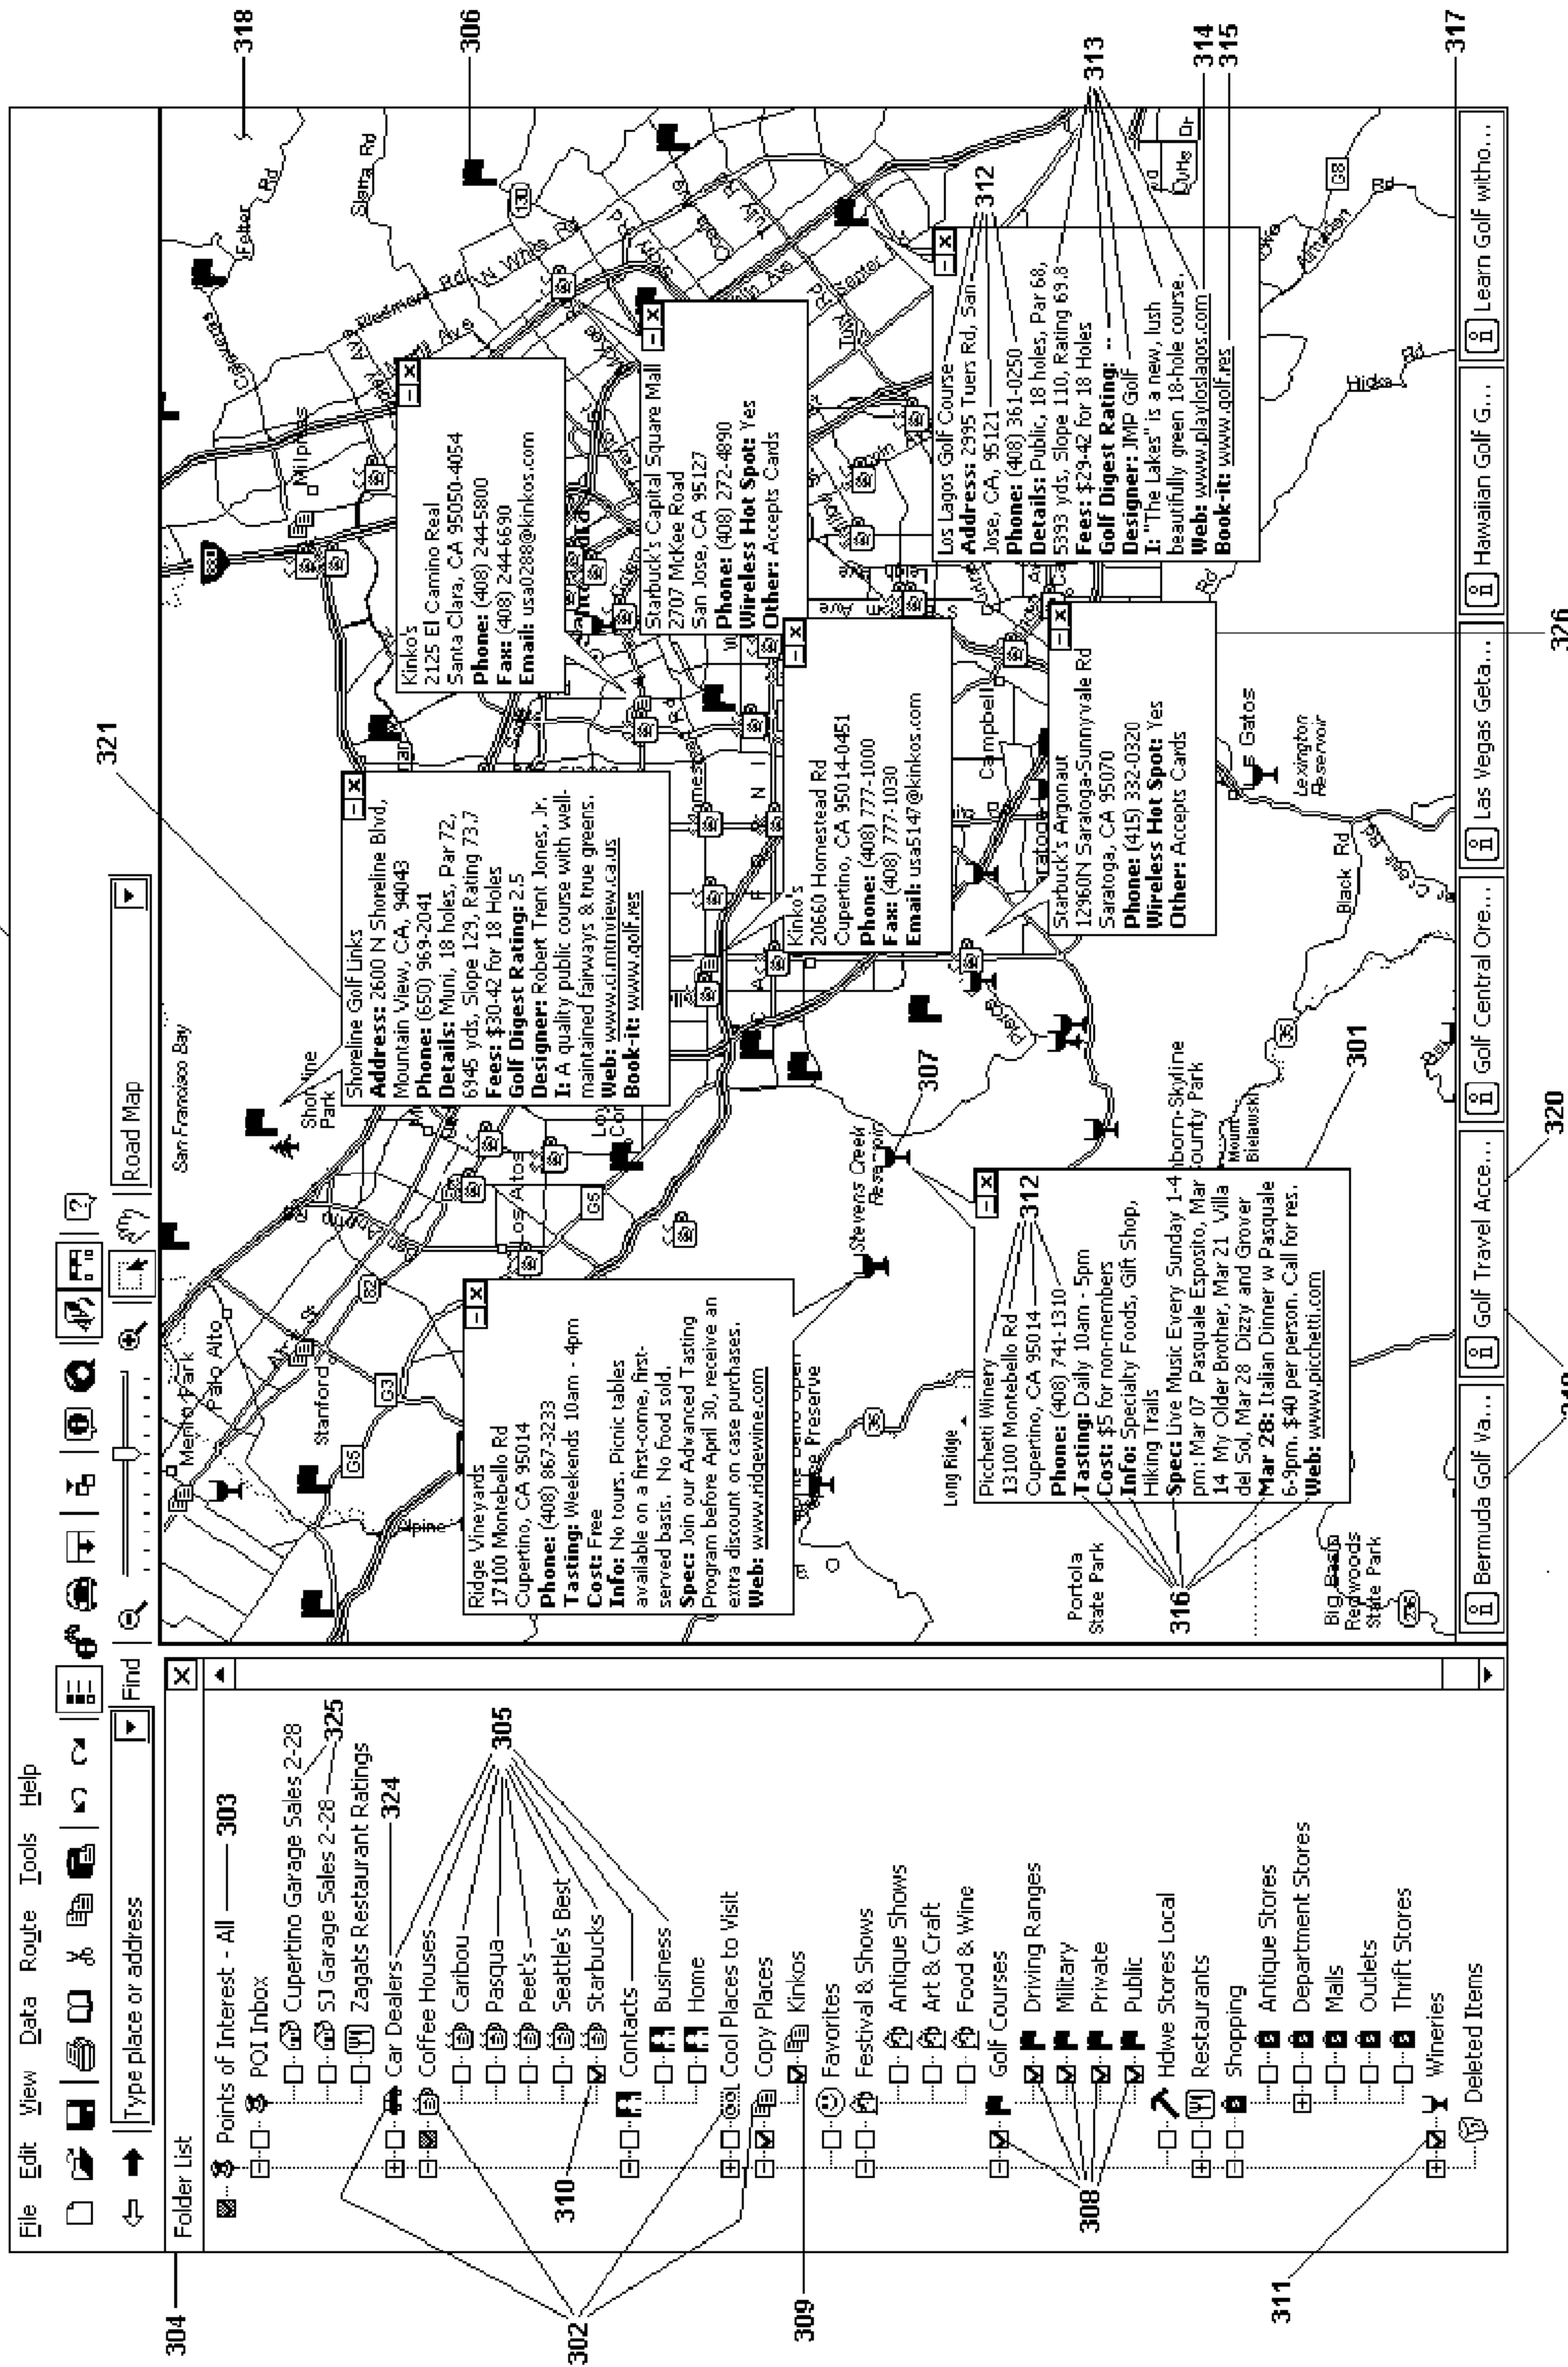 File Edit View Data Route Tools Help
Type place or address
Find
Road Map
304
Folder List
Points of Interest - All
303
POI Inbox
Cupertino Garage Sales 2-28
SJ Garage Sales 2-28
325
Zagats Restaurant Ratings
Car Dealers
324
Coffee Houses
Caribou
Pasqua
305
Peet's
Seattle's Best
Starbucks
310
Contacts
Business
Home
Cool Places to Visit
302
Copy Places
Kinkos
309
Favorites
Festival & Shows
Antique Shows
Art & Craft
Food & Wine
Golf Courses
Driving Ranges
Military
308
Private
Public
Hdwe Stores Local
Restaurants
Shopping
Antique Stores
Department Stores
Malls
Outlets
Thrift Stores
311
Wineries
Deleted Items
321
318
306
San Francisco Bay
Menlo Park
Palo Alto
Stanford
Alpine
G5
G3
82
Los Altos
G5
Milpitas
Calaveras
Felter Rd
Sierra Rd
Piedmont Rd
N White Rd
130
Shoreline Golf Links
Address: 2600 N Shoreline Blvd,
Mountain View, CA, 94043
Phone: (650) 969-2041
Details: Muni, 18 holes, Par 72,
6945 yds, Slope 129, Rating 73.7
Fees: $30-42 for 18 Holes
Golf Digest Rating: 2.5
Designer: Robert Trent Jones, Jr.
I: A quality public course with well-
maintained fairways & true greens.
Web: www.ci.mtnview.ca.us
Book-it: www.golf.res
Kinko's
2125 El Camino Real
Santa Clara, CA 95050-4054
Phone: (408) 244-5800
Fax: (408) 244-6690
Email: usa0288@kinkos.com
Ridge Vineyards
17100 Montebello Rd
Cupertino, CA 95014
Phone: (408) 867-3233
Tasting: Weekends 10am - 4pm
Cost: Free
Info: No tours. Picnic tables
available on a first-come, first-
served basis. No food sold.
Spec: Join our Advanced Tasting
Program before April 30, receive an
extra discount on case purchases.
Web: www.ridgewine.com
Starbuck's Capital Square Mall
2707 McKee Road
San Jose, CA 95127
Phone: (408) 272-4890
Wireless Hot Spot: Yes
Other: Accepts Cards
Kinko's
20660 Homestead Rd
Cupertino, CA 95014-0451
Phone: (408) 777-1000
Fax: (408) 777-1030
Email: usa5147@kinkos.com
Stevens Creek
307
Preserve
Long Ridge
35
Campbell
312
313
Los Lagos Golf Course
Address: 2995 Tuers Rd, San
Jose, CA, 95121
Phone: (408) 361-0250
Details: Public, 18 holes, Par 68,
5393 yds, Slope 110, Rating 69.8
Fees: $29-42 for 18 Holes
Golf Digest Rating: -- --
Designer: JMP Golf
I: "The Lakes" is a new, lush
beautifully green 18-hole course.
Web: www.playloslagos.com
314
Book-it: www.golf.res
315
Picchetti Winery
13100 Montebello Rd
312
Cupertino, CA 95014
Phone: (408) 741-1310
Tasting: Daily 10am - 5pm
Cost: $5 for non-members
Info: Specialty Foods, Gift Shop,
Hiking Trails
Spec: Live Music Every Sunday 1-4
pm: Mar 07 Pasquale Esposito, Mar
14 My Older Brother, Mar 21 Villa
del Sol, Mar 28 Dizzy and Grover
Mar 28: Italian Dinner w Pasquale
6-9pm. $40 per person. Call for res.
Web: www.picchetti.com
Starbuck's Argonaut
12960N Saratoga-Sunnyvale Rd
Saratoga, CA 95070
Phone: (415) 332-0320
Wireless Hot Spot: Yes
Other: Accepts Cards
326
Portola
State Park
316
Big Basin
Redwoods
State Park
236
301
35
Black Rd
Gatos
Lexington
Reservoir
Hicks Rd
Almaden
G8
Rd
317
Bermuda Golf Va...
Golf Travel Acce...
Golf Central Ore...
Las Vegas Geta...
Hawaiian Golf G...
Learn Golf witho...
320